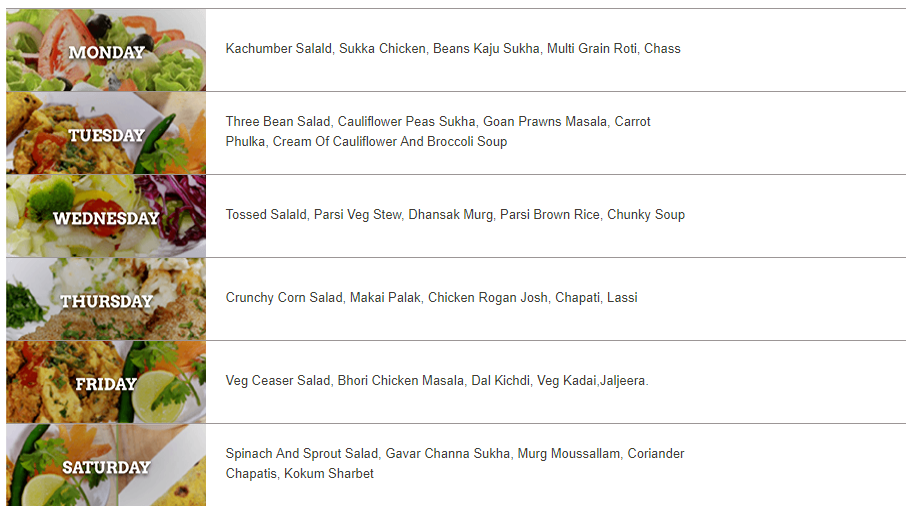 MONDAY
Kachumber Salald, Sukka Chicken, Beans Kaju Sukha, Multi Grain Roti, Chass
TUESDAY
Three Bean Salad, Cauliflower Peas Sukha, Goan Prawns Masala, Carrot
Phulka, Cream Of Cauliflower And Broccoli Soup
WEDNESDAY
Tossed Salald, Parsi Veg Stew, Dhansak Murg, Parsi Brown Rice, Chunky Soup
THURSDAY
Crunchy Corn Salad, Makai Palak, Chicken Rogan Josh, Chapati, Lassi
FRIDAY
Veg Ceaser Salad, Bhori Chicken Masala, Dal Kichdi, Veg Kadai,Jaljeera.
SATURDAY
Spinach And Sprout Salad, Gavar Channa Sukha, Murg Moussallam, Coriander
Chapatis, Kokum Sharbet